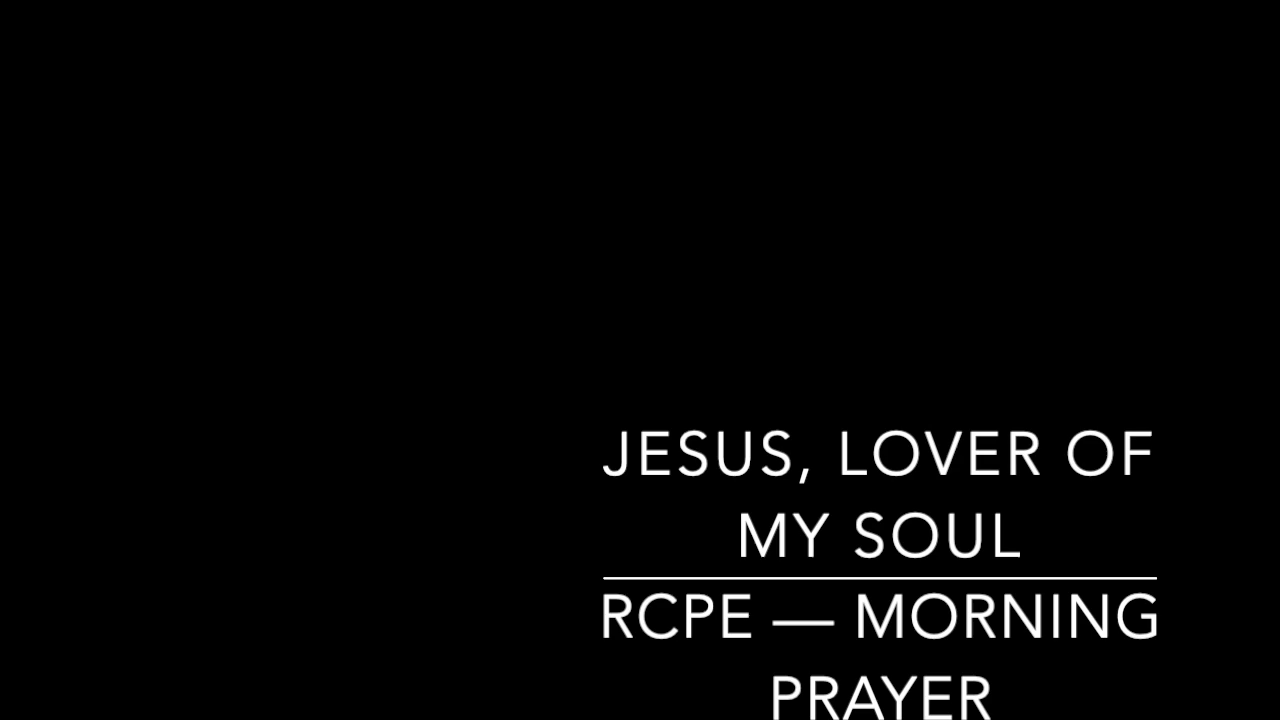 JESUS, LOVER OF
MY SOUL
RCPE — MORNING
PRAYER